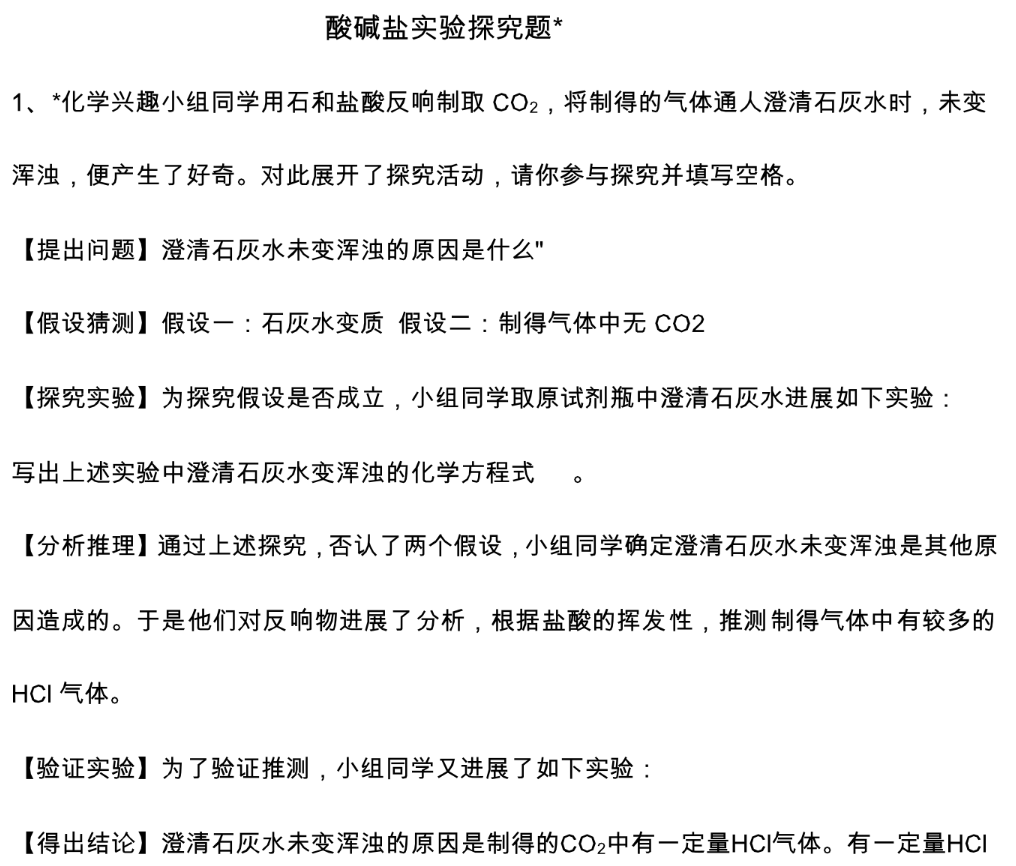 酸碱盐实验探究题*
1、*化学兴趣小组同学用石和盐酸反响制取 CO₂，将制得的气体通人澄清石灰水时，未变
浑浊，便产生了好奇。对此展开了探究活动，请你参与探究并填写空格。
【提出问题】澄清石灰水未变浑浊的原因是什么"
【假设猜测】假设一：石灰水变质 假设二：制得气体中无 CO2
【探究实验】为探究假设是否成立，小组同学取原试剂瓶中澄清石灰水进展如下实验：
写出上述实验中澄清石灰水变浑浊的化学方程式 。
【分析推理】通过上述探究，否认了两个假设，小组同学确定澄清石灰水未变浑浊是其他原
因造成的。于是他们对反响物进展了分析，根据盐酸的挥发性，推测制得气体中有较多的
HCl 气体。
【验证实验】为了验证推测，小组同学又进展了如下实验：
【得出结论】澄清石灰水未变浑浊的原因是制得的CO₂中有一定量HCl气体。有一定量HCl